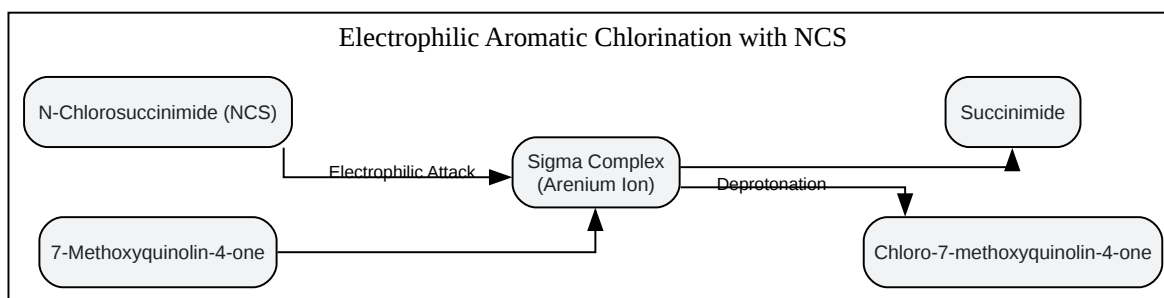 Electrophilic Aromatic Chlorination with NCS
N-Chlorosuccinimide (NCS)
Succinimide
Electrophilic Attack
Sigma Complex
(Arenium Ion)
Deprotonation
7-Methoxyquinolin-4-one
Chloro-7-methoxyquinolin-4-one